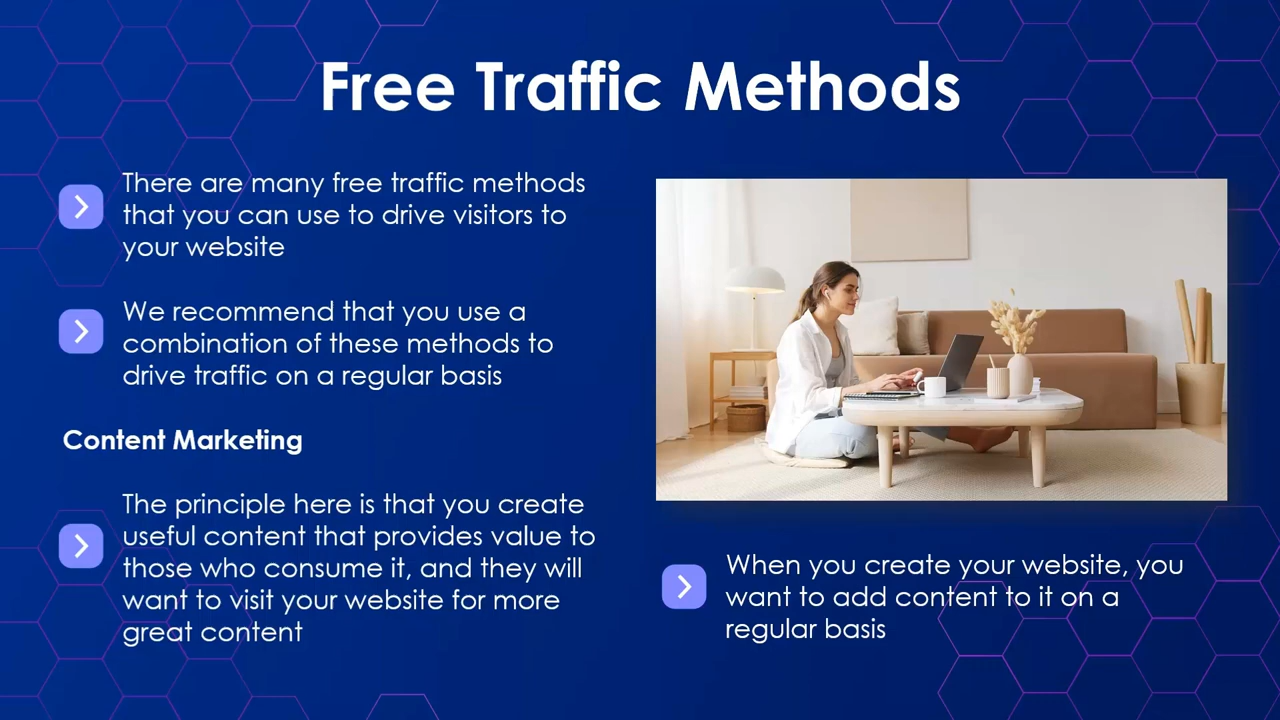 Free Traffic Methods
There are many free traffic methods
that you can use to drive visitors to
your website
We recommend that you use a
combination of these methods to
drive traffic on a regular basis
Content Marketing
The principle here is that you create
useful content that provides value to
those who consume it, and they will
want to visit your website for more
great content
When you create your website, you
want to add content to it on a
regular basis